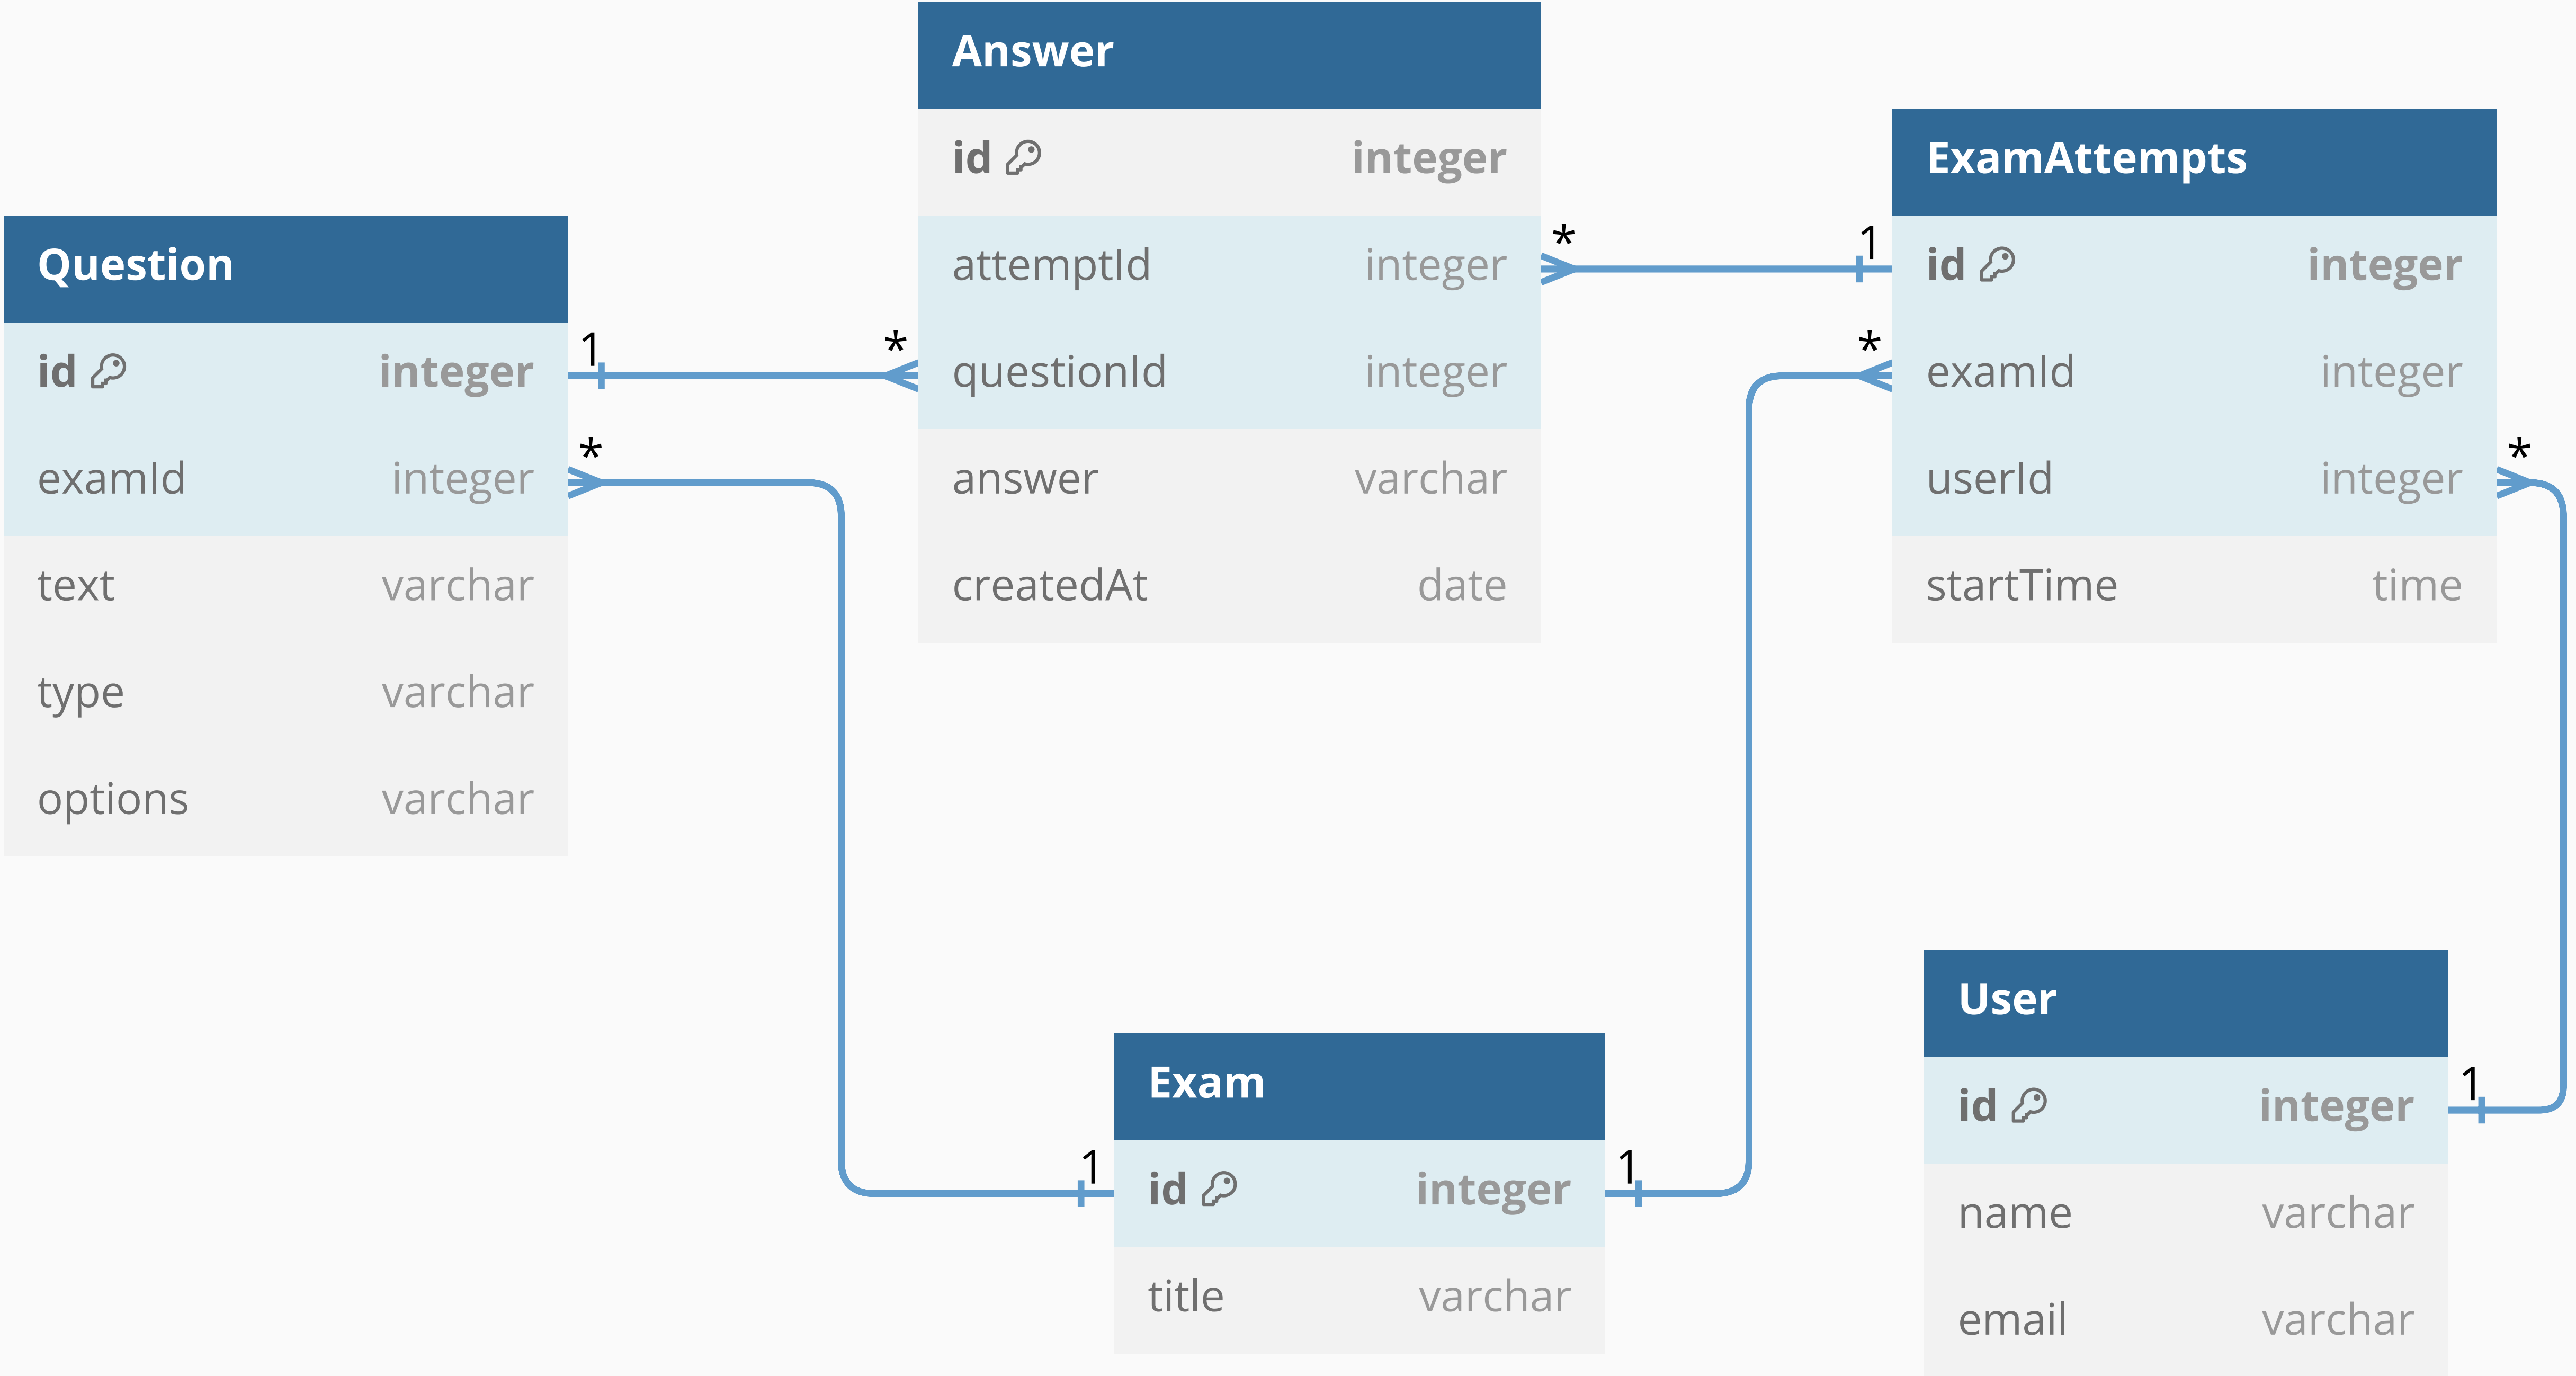 Answer
id integer
attemptId integer
questionId integer
answer varchar
createdAt date
ExamAttempts
id integer
examId integer
userId integer
startTime time
Question
id integer
examId integer
text varchar
type varchar
options varchar
1 *
*
* 1
*
*
1
1
1
Exam
id integer
title varchar
User
id integer
name varchar
email varchar